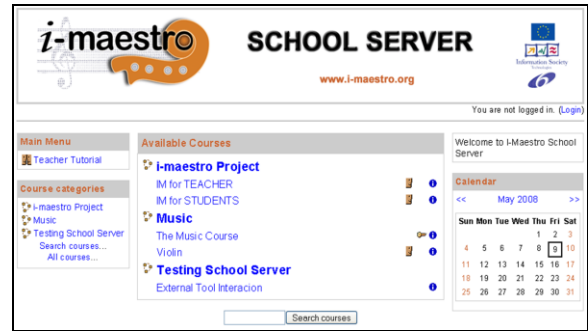 i-maestro
SCHOOL SERVER
www.i-maestro.org
Information Society
Technologies
You are not logged in. (Login)
Main Menu
Teacher Tutorial
Course categories
i-maestro Project
Music
Testing School Server
Search courses...
All courses...
Available Courses
i-maestro Project
IM for TEACHER
IM for STUDENTS
Music
The Music Course
Violin
Testing School Server
External Tool Interacion
Search courses
Welcome to I-Maestro School
Server
Calendar
<< May 2008 >>
Sun Mon Tue Wed Thu Fri Sat
1 2 3
4 5 6 7 8 9 10
11 12 13 14 15 16 17
18 19 20 21 22 23 24
25 26 27 28 29 30 31